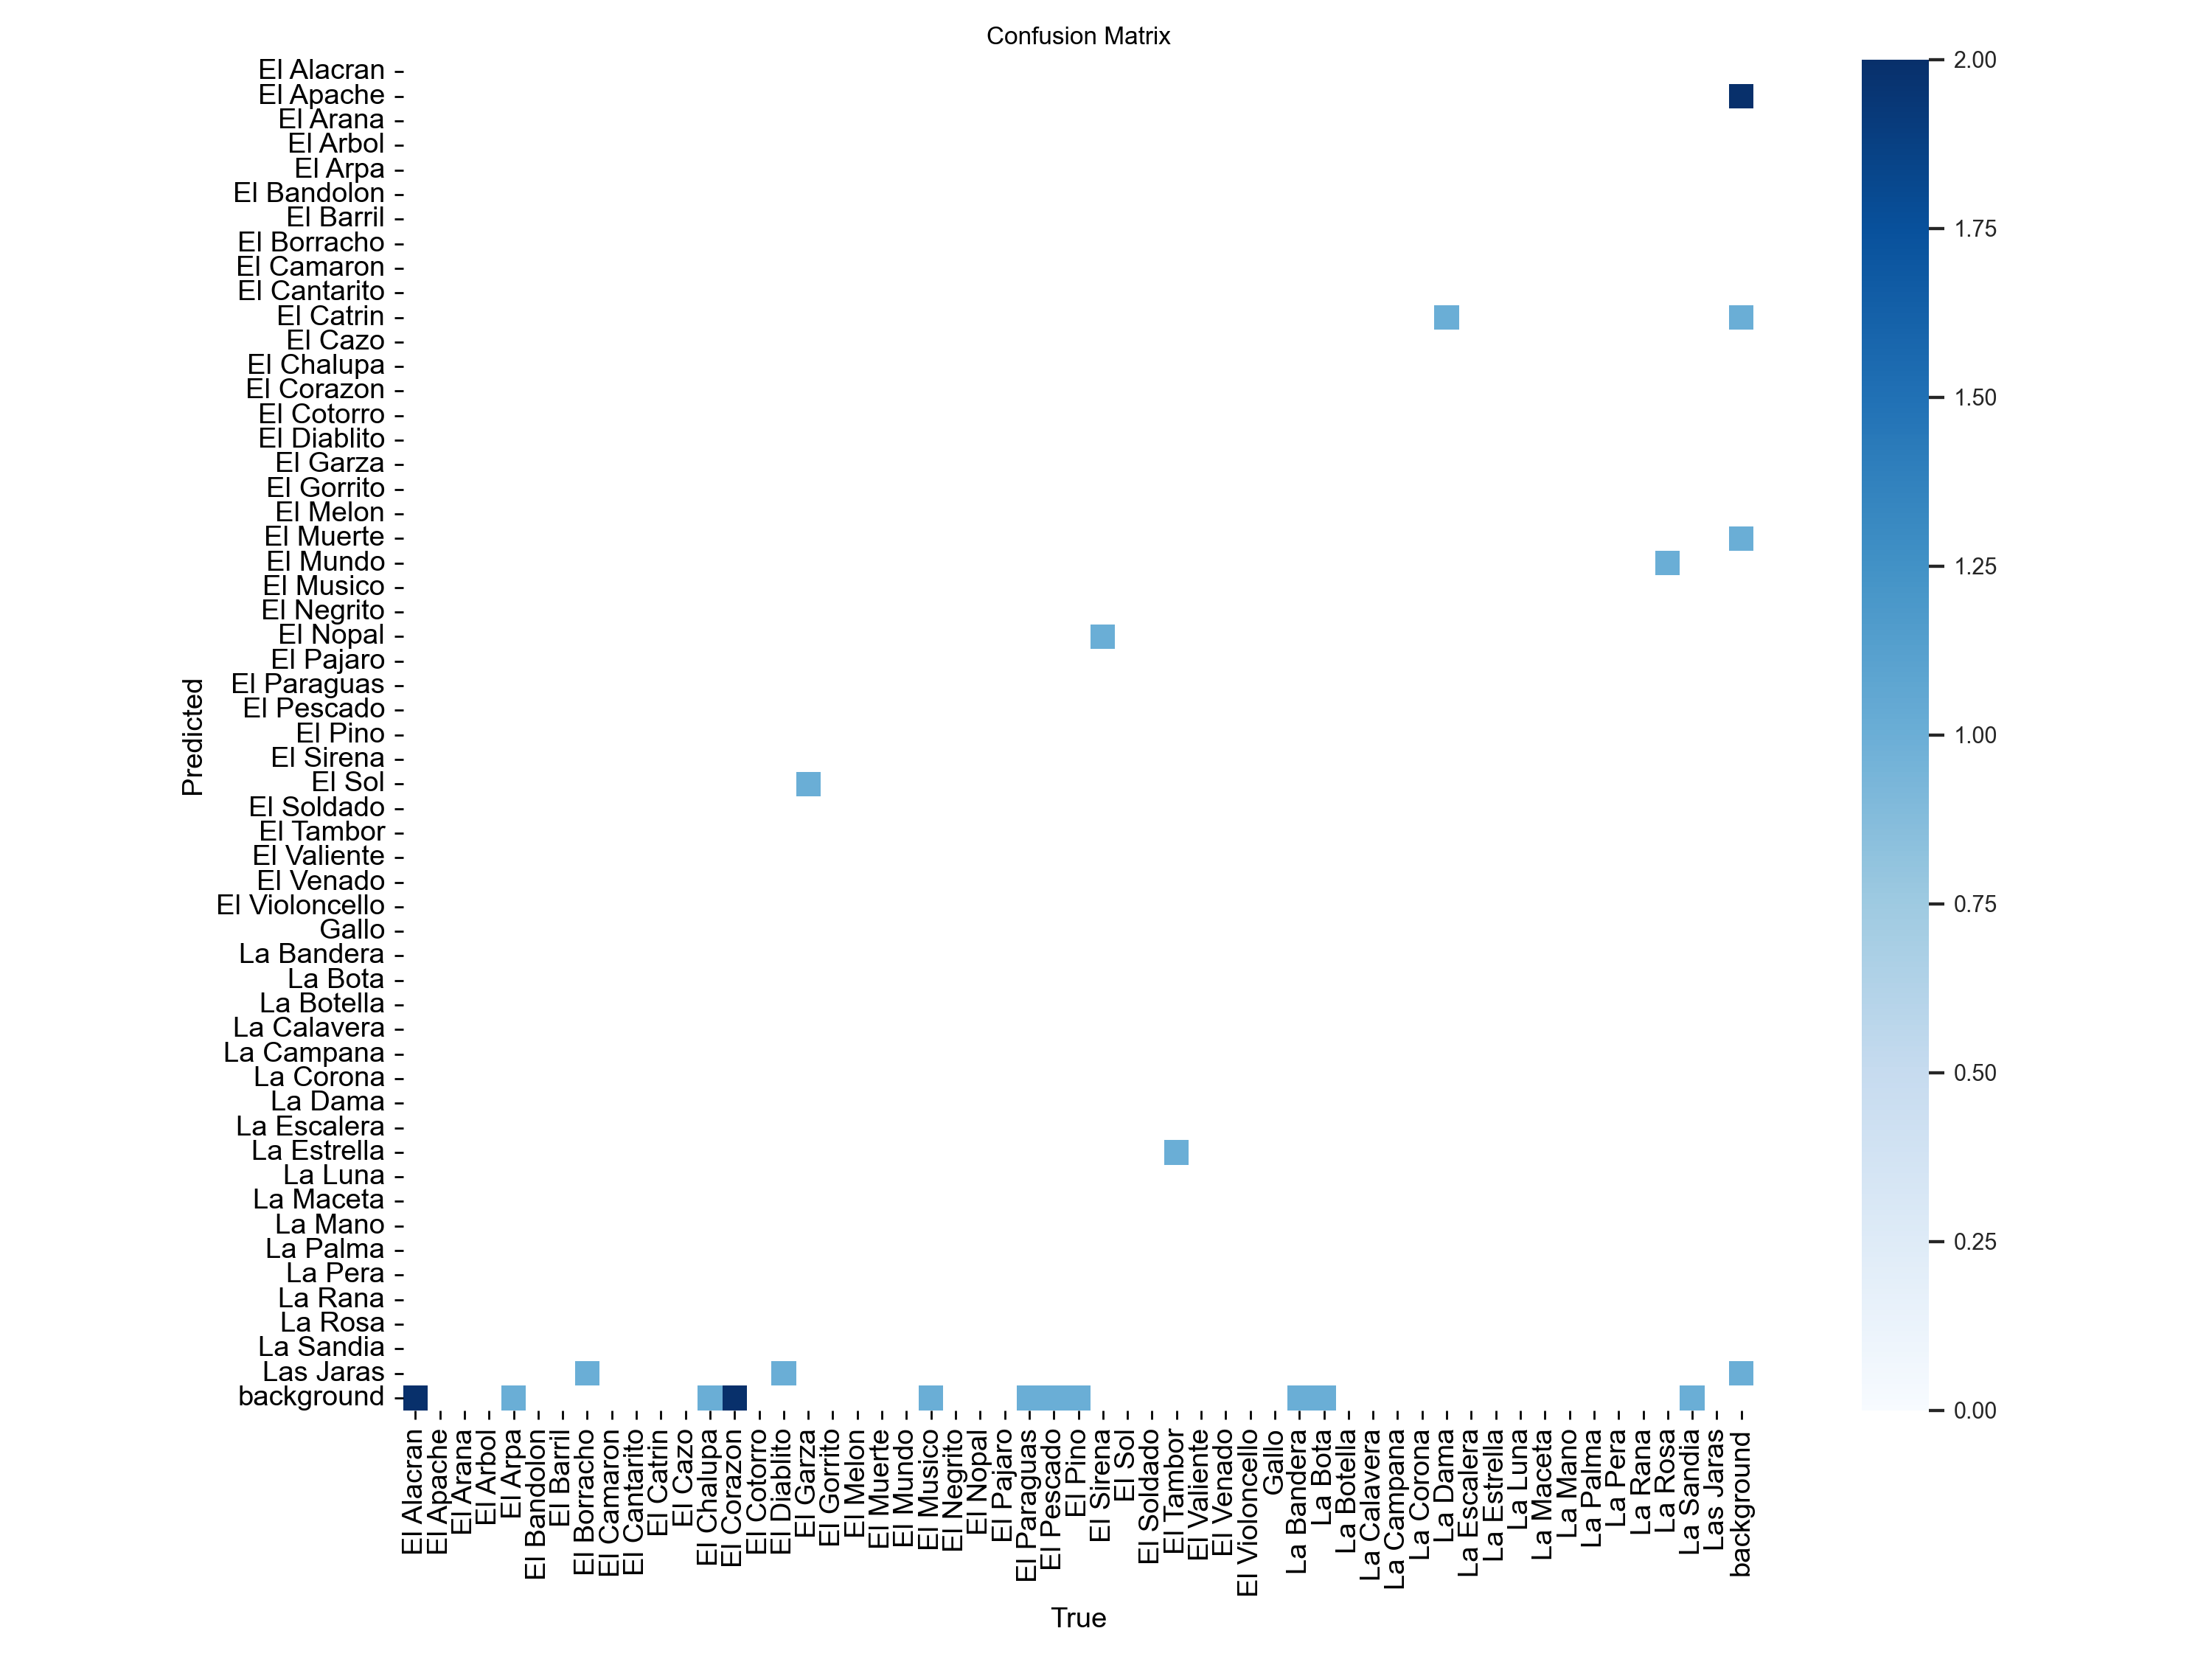 Confusion Matrix
El Alacran
El Apache
El Arana
El Arbol
El Arpa
El Bandolon
El Barril
El Borracho
El Camaron
El Cantarito
El Catrin
El Cazo
El Chalupa
El Corazon
El Cotorro
El Diablito
El Garza
El Gorrito
El Melon
El Muerte
El Mundo
El Musico
El Negrito
El Nopal
El Pajaro
El Paraguas
El Pescado
El Pino
El Sirena
El Sol
El Soldado
El Tambor
El Valiente
El Venado
El Violoncello
Gallo
La Bandera
La Bota
La Botella
La Calavera
La Campana
La Corona
La Dama
La Escalera
La Estrella
La Luna
La Maceta
La Mano
La Palma
La Pera
La Rana
La Rosa
La Sandia
Las Jaras
background
Predicted
El Alacran
El Apache
El Arana
El Arbol
El Arpa
El Bandolon
El Barril
El Borracho
El Camaron
El Cantarito
El Catrin
El Cazo
El Chalupa
El Corazon
El Cotorro
El Diablito
El Garza
El Gorrito
El Melon
El Muerte
El Mundo
El Musico
El Negrito
El Nopal
El Pajaro
El Paraguas
El Pescado
El Pino
El Sirena
El Sol
El Soldado
El Tambor
El Valiente
El Venado
El Violoncello
Gallo
La Bandera
La Bota
La Botella
La Calavera
La Campana
La Corona
La Dama
La Escalera
La Estrella
La Luna
La Maceta
La Mano
La Palma
La Pera
La Rana
La Rosa
La Sandia
Las Jaras
background
True
2.00
1.75
1.50
1.25
1.00
0.75
0.50
0.25
0.00